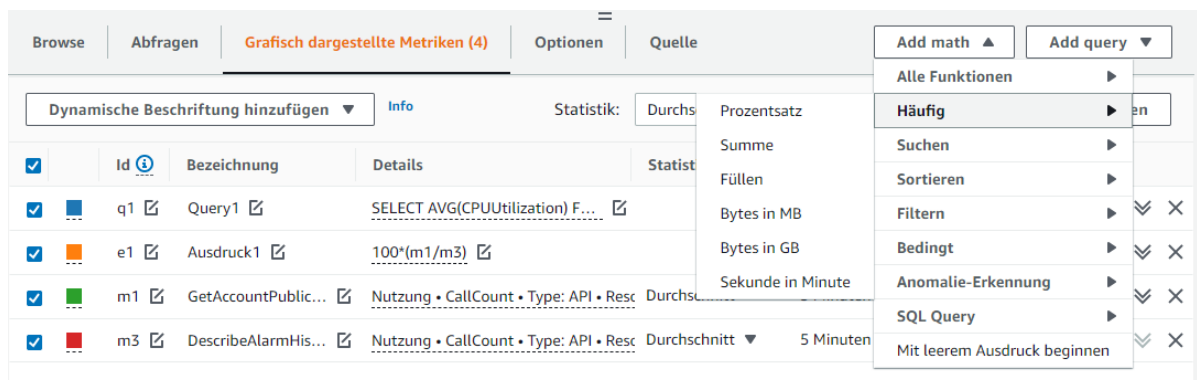 Browse Abfragen Grafisch dargestellte Metriken (4) Optionen Quelle Add math Add query
Alle Funktionen
Dynamische Beschriftung hinzufügen Info Statistik: Durchs
Prozentsatz Häufig en
Summe Suchen
Id Bezeichnung Details Statist
Füllen Sortieren
q1 Query1 SELECT AVG(CPUUtilization) F...
Bytes in MB Filtern
e1 Ausdruck1 100*(m1/m3)
Bytes in GB Bedingt
Sekunde in Minute Anomalie-Erkennung
m1 GetAccountPublic... Nutzung • CallCount • Type: API • Resc
SQL Query
m3 DescribeAlarmHis... Nutzung • CallCount • Type: API • Resc Durchschnitt 5 Minuten
Mit leerem Ausdruck beginnen